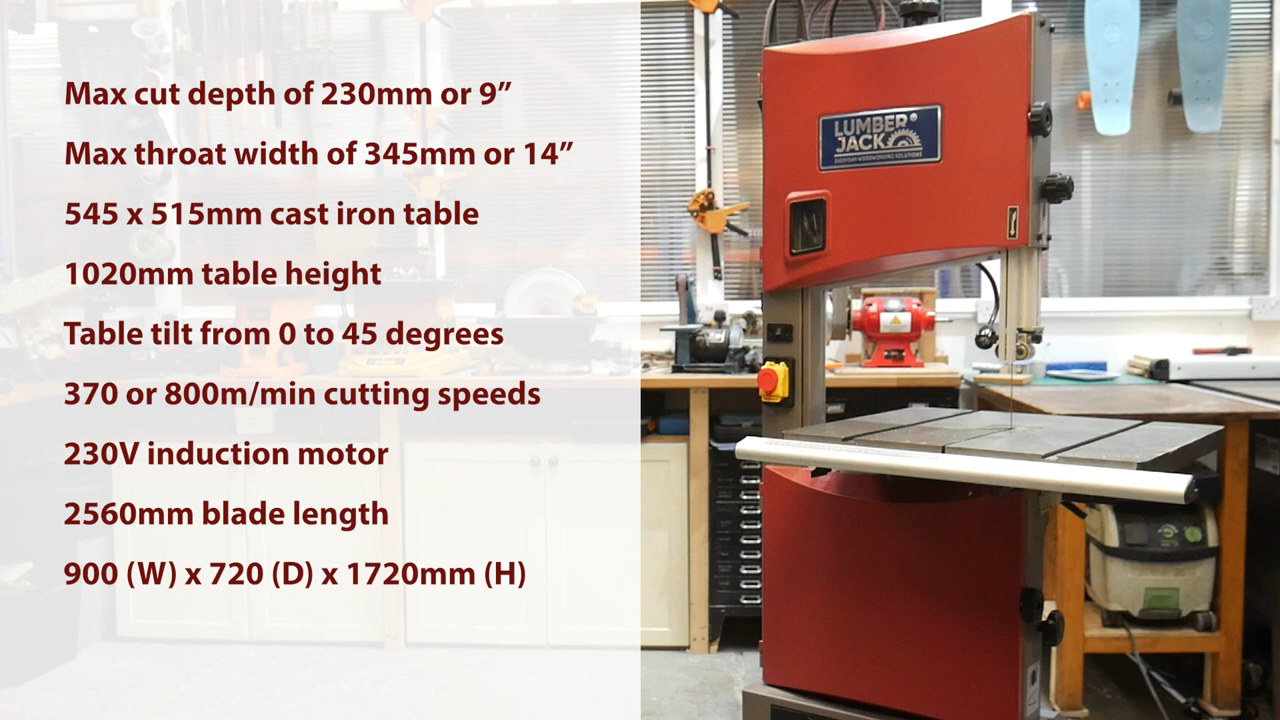 Max cut depth of 230mm or 9”
Max throat width of 345mm or 14”
545 x 515mm cast iron table
1020mm table height
Table tilt from 0 to 45 degrees
370 or 800m/min cutting speeds
230V induction motor
2560mm blade length
900 (W) x 720 (D) x 1720mm (H)
LUMBER®
JACK
EVERYDAY WOODWORKING SOLUTIONS